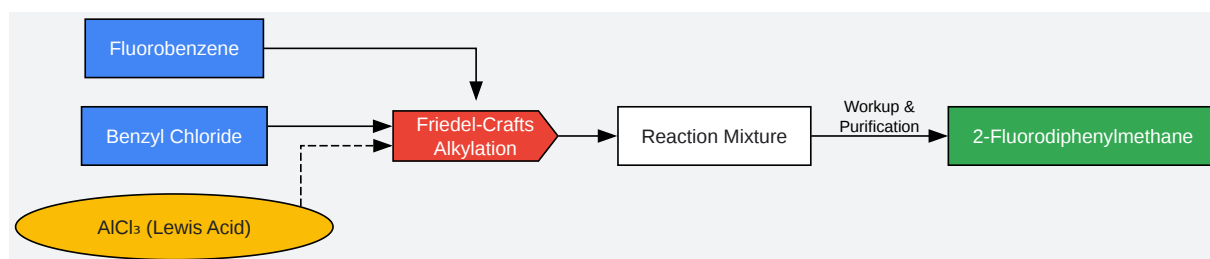 Fluorobenzene
Benzyl Chloride
AlCl₃ (Lewis Acid)
Friedel-Crafts
Alkylation
Reaction Mixture
Workup &
Purification
2-Fluorodiphenylmethane